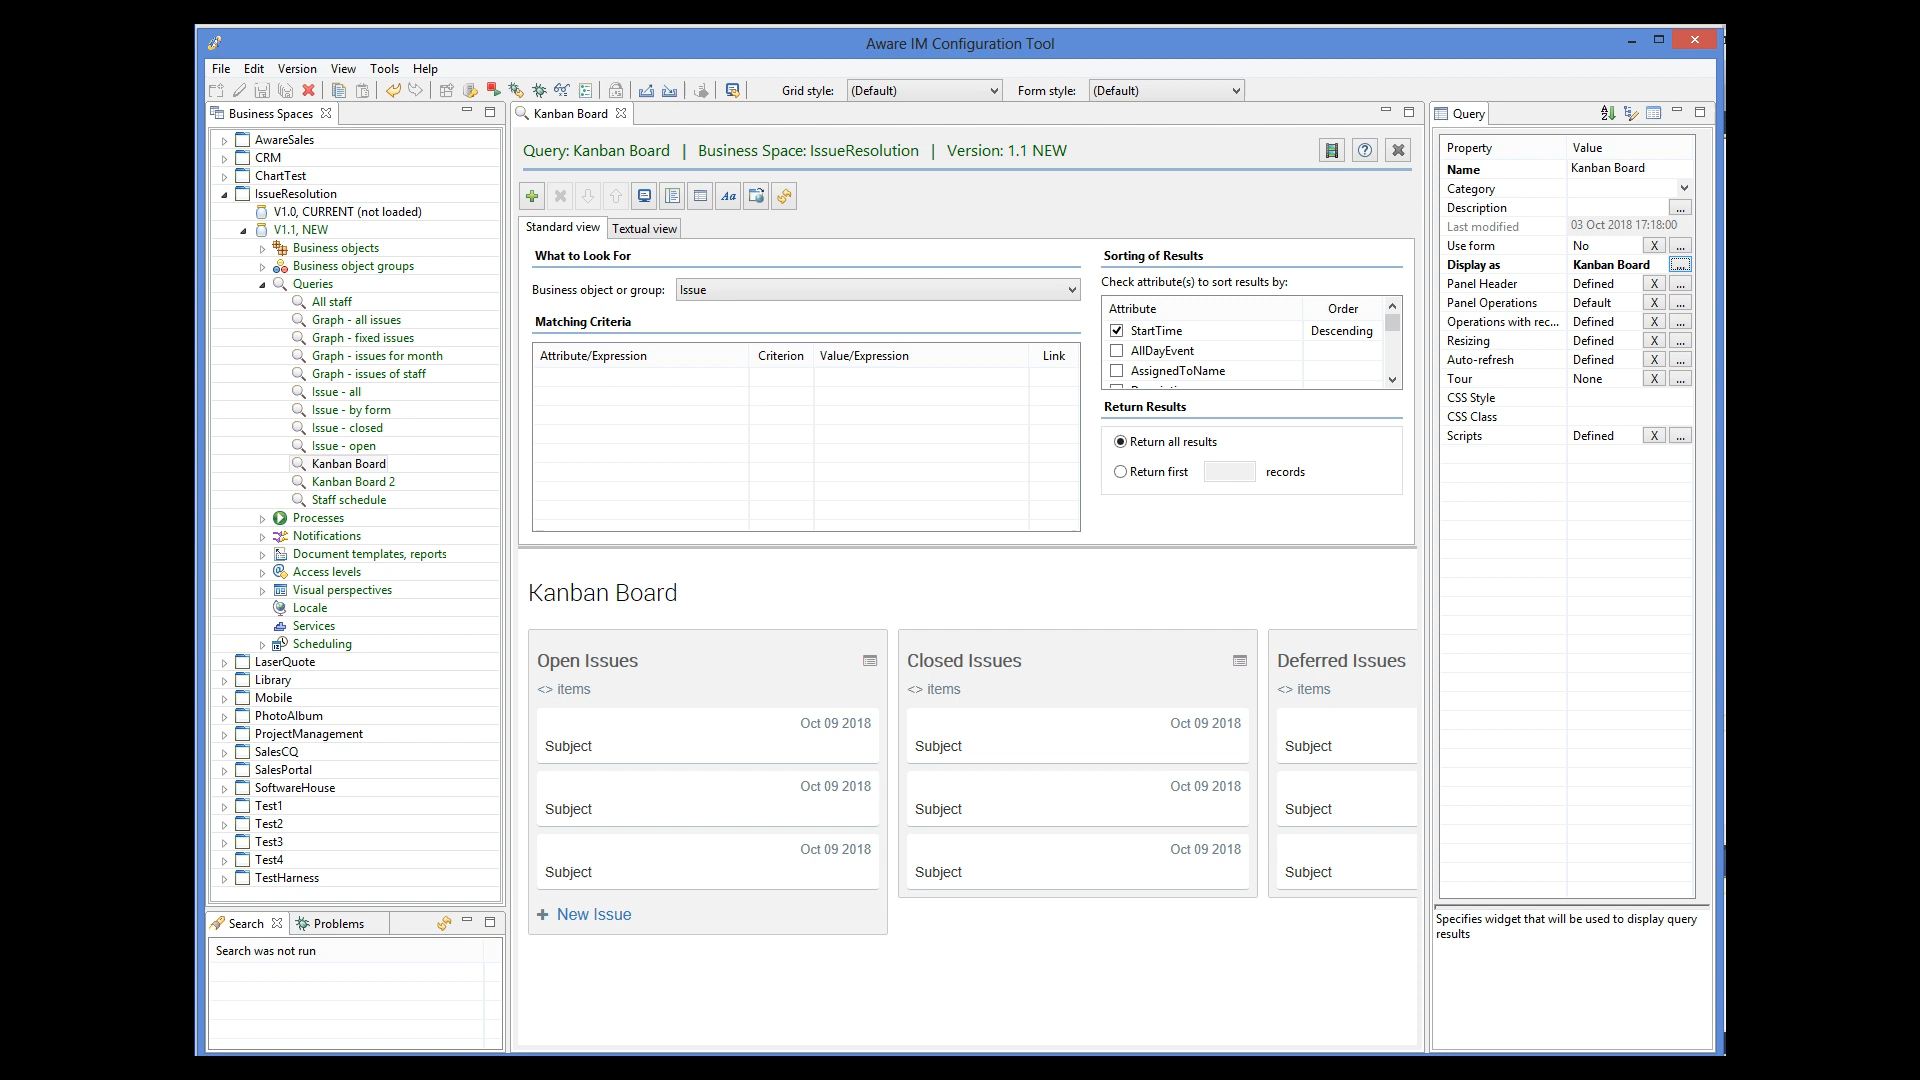 Aware IM Configuration Tool
File Edit Version View Tools Help
Grid style: (Default) Form style: (Default)
Business Spaces
AwareSales
CRM
ChartTest
IssueResolution
V1.0, CURRENT (not loaded)
V1.1, NEW
Business objects
Business object groups
Queries
All staff
Graph - all issues
Graph - fixed issues
Graph - issues for month
Graph - issues of staff
Issue - all
Issue - by form
Issue - closed
Issue - open
Kanban Board
Kanban Board 2
Staff schedule
Processes
Notifications
Document templates, reports
Access levels
Visual perspectives
Locale
Services
Scheduling
LaserQuote
Library
Mobile
PhotoAlbum
ProjectManagement
SalesCQ
SalesPortal
SoftwareHouse
Test1
Test2
Test3
Test4
TestHarness
Search Problems
Search was not run
Kanban Board
Query: Kanban Board | Business Space: IssueResolution | Version: 1.1 NEW
Aa
Standard view Textual view
What to Look For
Business object or group: Issue
Matching Criteria
Attribute/Expression Criterion Value/Expression Link
Sorting of Results
Check attribute(s) to sort results by:
Attribute Order
StartTime Descending
AllDayEvent
AssignedToName
Return Results
Return all results
Return first records
Kanban Board
Open Issues
<> items
Oct 09 2018
Subject
Oct 09 2018
Subject
Oct 09 2018
Subject
+ New Issue
Closed Issues
<> items
Oct 09 2018
Subject
Oct 09 2018
Subject
Oct 09 2018
Subject
Deferred Issues
<> items
Subject
Subject
Subject
Query
Property Value
Name Kanban Board
Category
Description ...
Last modified 03 Oct 2018 17:18:00
Use form No X ...
Display as Kanban Board ...
Panel Header Defined X ...
Panel Operations Default X ...
Operations with rec... Defined X ...
Resizing Defined X ...
Auto-refresh Defined X ...
Tour None X ...
CSS Style
CSS Class
Scripts Defined X ...
Specifies widget that will be used to display query
results